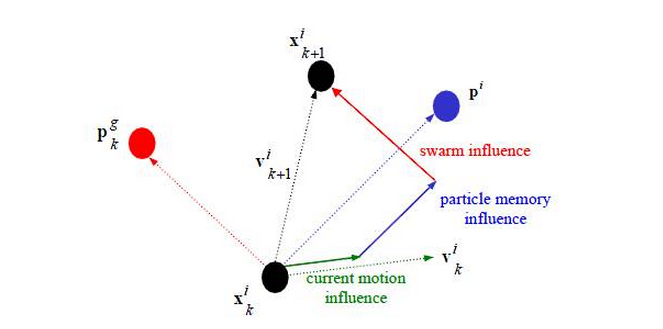 x^i_{k+1}
p^i
p^g_k
swarm influence
v^i_{k+1}
particle memory
influence
v^i_k
current motion
influence
x^i_k